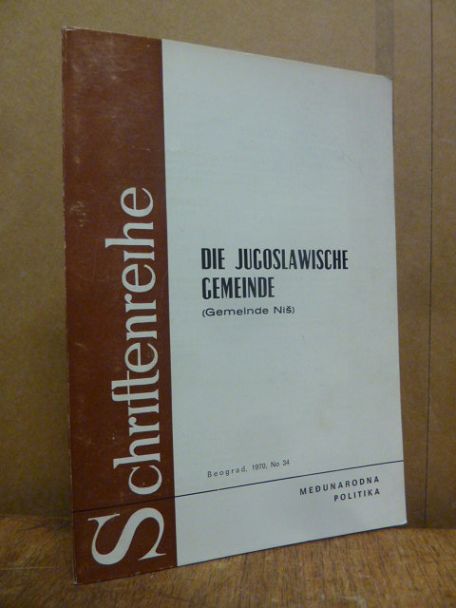 Schriftenreihe
DIE JUGOSLAWISCHE
GEMEINDE
(Gemeinde Niš)
Beograd, 1970, No 34
MEĐUNARODNA
POLITIKA